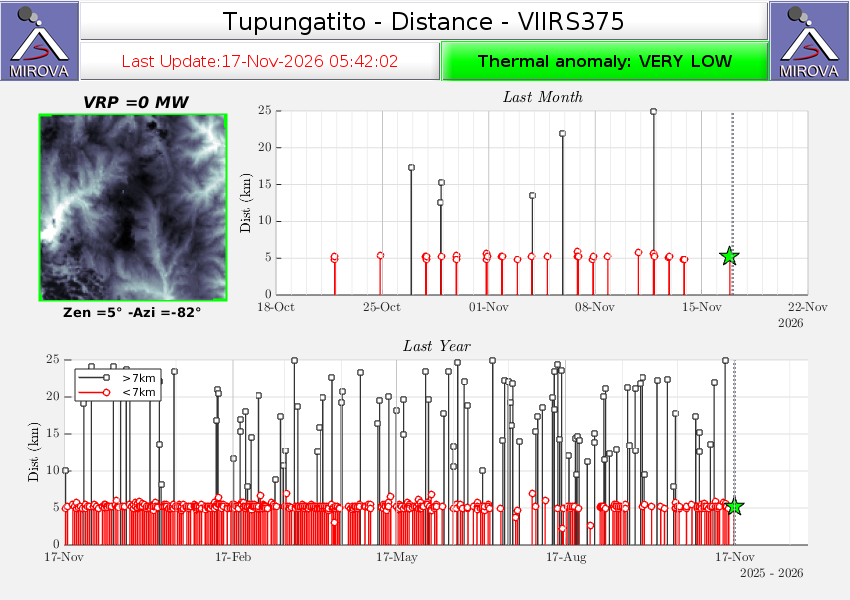 Tupungatito - Distance - VIIRS375
MIROVA
Last Update:17-Nov-2026 05:42:02
Thermal anomaly: VERY LOW
MIROVA
VRP =0 MW
Zen =5° -Azi =-82°
Last Month
Dist (km)
25
20
15
10
5
0
18-Oct
25-Oct
01-Nov
08-Nov
15-Nov
22-Nov
2026
Last Year
Dist (km)
25
20
15
10
5
0
>7km
<7km
17-Nov
17-Feb
17-May
17-Aug
17-Nov
2025 - 2026